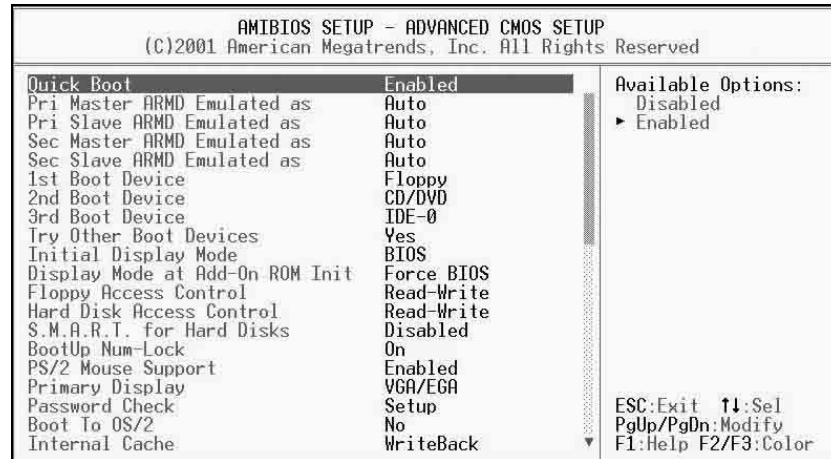 AMIBIOS SETUP - ADVANCED CMOS SETUP
(C)2001 American Megatrends, Inc. All Rights Reserved
Quick Boot Enabled
Pri Master ARMD Emulated as Auto
Pri Slave ARMD Emulated as Auto
Sec Master ARMD Emulated as Auto
Sec Slave ARMD Emulated as Auto
1st Boot Device Floppy
2nd Boot Device CD/DVD
3rd Boot Device IDE-0
Try Other Boot Devices Yes
Initial Display Mode BIOS
Display Mode at Add-On ROM Init Force BIOS
Floppy Access Control Read-Write
Hard Disk Access Control Read-Write
S.M.A.R.T. for Hard Disks Disabled
BootUp Num-Lock On
PS/2 Mouse Support Enabled
Primary Display VGA/EGA
Password Check Setup
Boot To OS/2 No
Internal Cache WriteBack
Available Options:
Disabled
► Enabled
ESC:Exit ↑↓:Sel
PgUp/PgDn:Modify
F1:Help F2/F3:Color